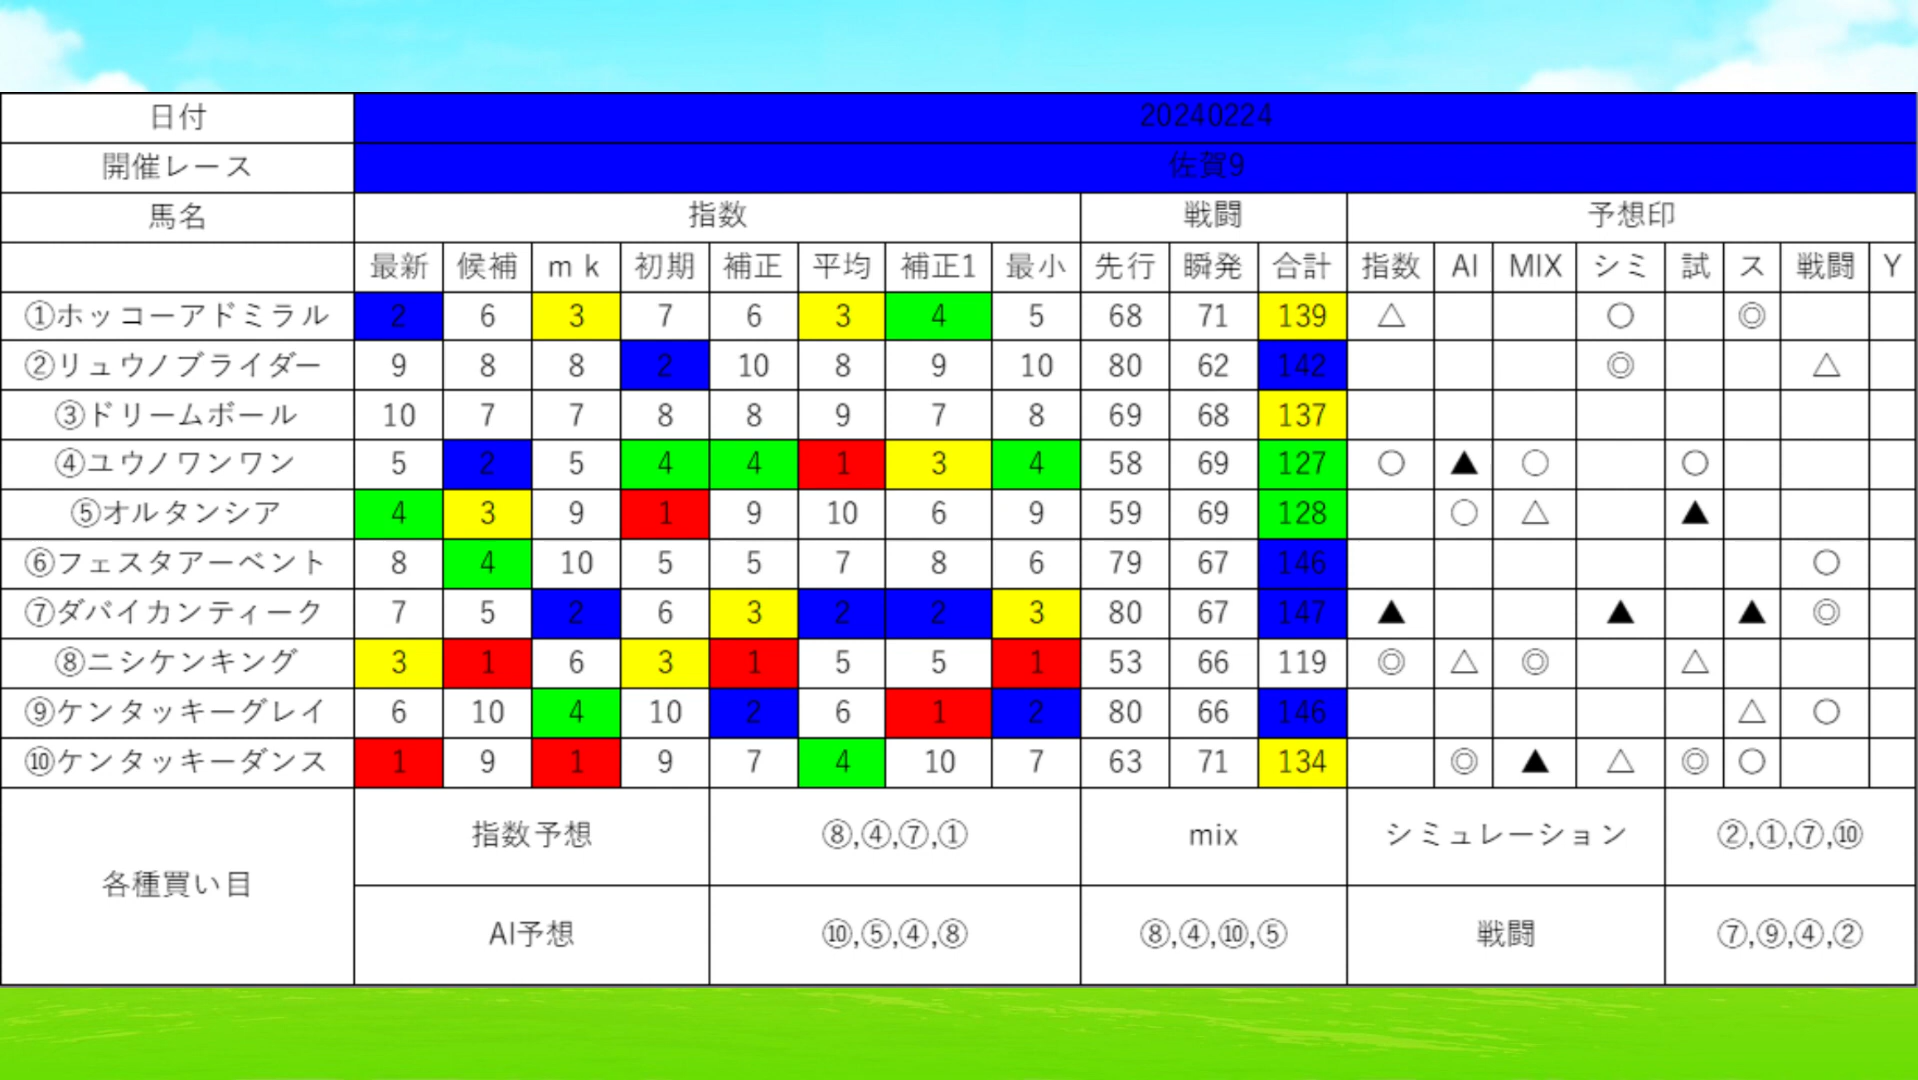 日付 20240224
開催レース 佐賀9
馬名 指数 戦闘 予想印
最新 候補 ｍｋ 初期 補正 平均 補正1 最小 先行 瞬発 合計 指数 AI MIX シミ 試 ス 戦闘 Y
①ホッコーアドミラル 2 6 3 7 6 3 4 5 68 71 139 △ ○ ◎
②リュウノブライダー 9 8 8 2 10 8 9 10 80 62 142 ◎ △
③ドリームボール 10 7 7 8 8 9 7 8 69 68 137
④ユウノワンワン 5 2 5 4 4 1 3 4 58 69 127 ○ ▲ ○ ○
⑤オルタンシア 4 3 9 1 9 10 6 9 59 69 128 ○ △ ▲
⑥フェスタアーベント 8 4 10 5 5 7 8 6 79 67 146 ○
⑦ダバイカンティーク 7 5 2 6 3 2 2 3 80 67 147 ▲ ▲ ▲ ◎
⑧ニシケンキング 3 1 6 3 1 5 5 1 53 66 119 ◎ △ ◎ △
⑨ケンタッキーグレイ 6 10 4 10 2 6 1 2 80 66 146 △ ○
⑩ケンタッキーダンス 1 9 1 9 7 4 10 7 63 71 134 ◎ ▲ △ ◎ ○
各種買い目
指数予想 ⑧,④,⑦,① mix シミュレーション ②,①,⑦,⑩
AI予想 ⑩,⑤,④,⑧ ⑧,④,⑩,⑤ 戦闘 ⑦,⑨,④,②